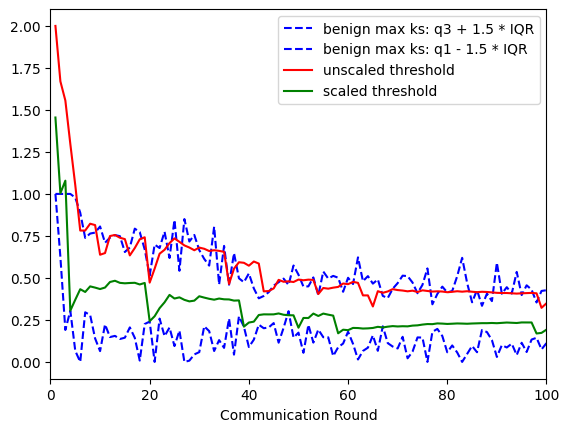 2.00
1.75
1.50
1.25
1.00
0.75
0.50
0.25
0.00
benign max ks: q3 + 1.5 * IQR
benign max ks: q1 - 1.5 * IQR
unscaled threshold
scaled threshold
0 20 40 60 80 100
Communication Round